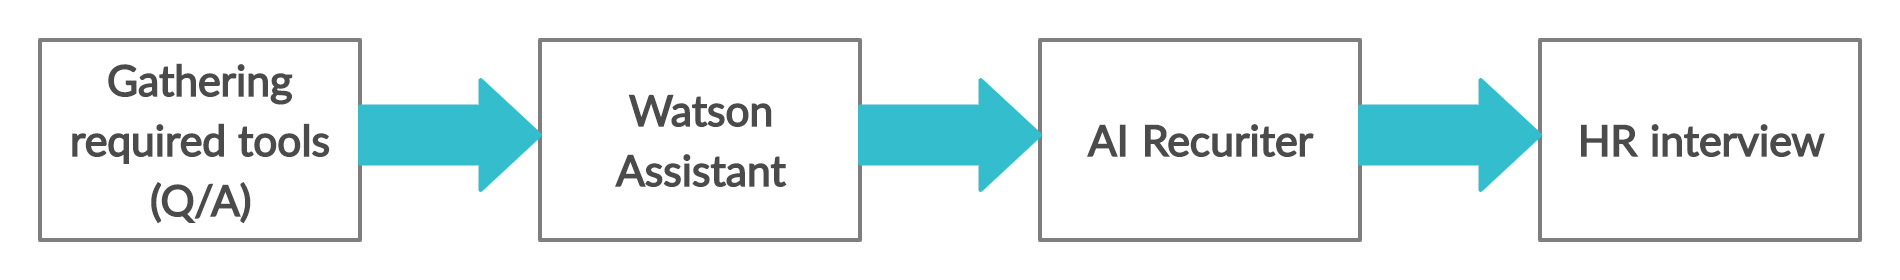 Gathering
required tools
(Q/A)
Watson
Assistant
AI Recuriter
HR interview